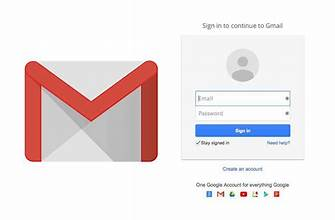 Sign in to continue to Gmail
Email
Password
Sign in
Stay signed in Need help?
Create an account
One Google Account for everything Google